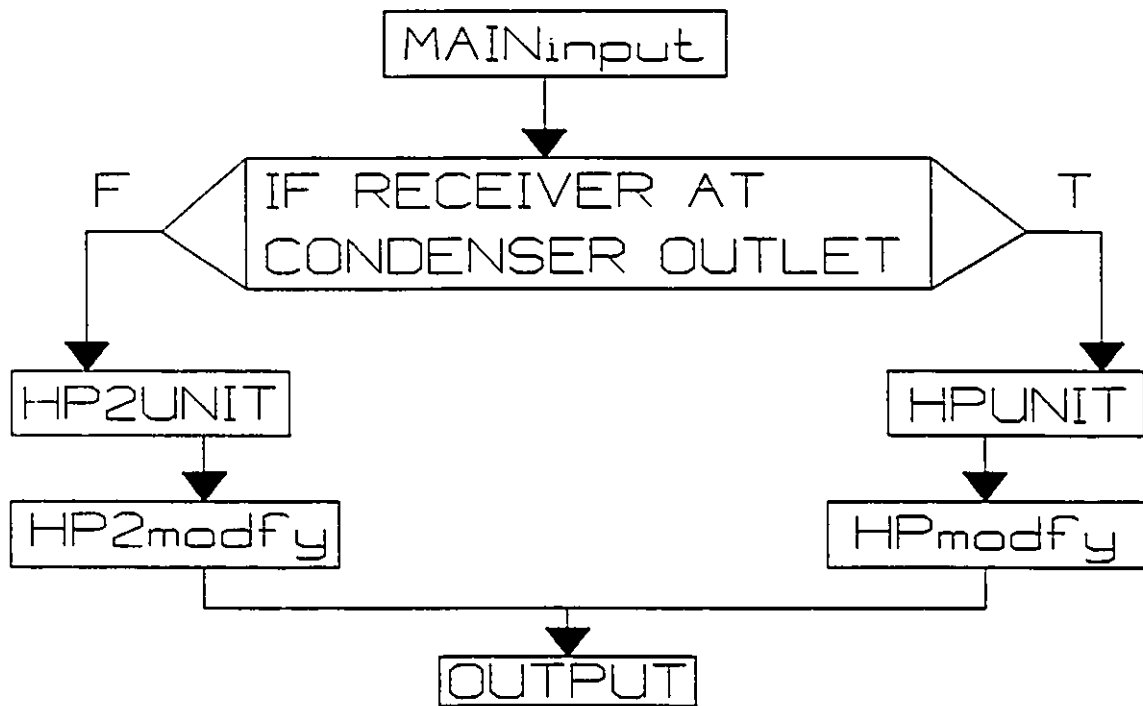 MAINinput
F
IF RECEIVER AT
CONDENSER OUTLET
T
HP2UNIT
HPUNIT
HP2modfy
HPmodfy
OUTPUT